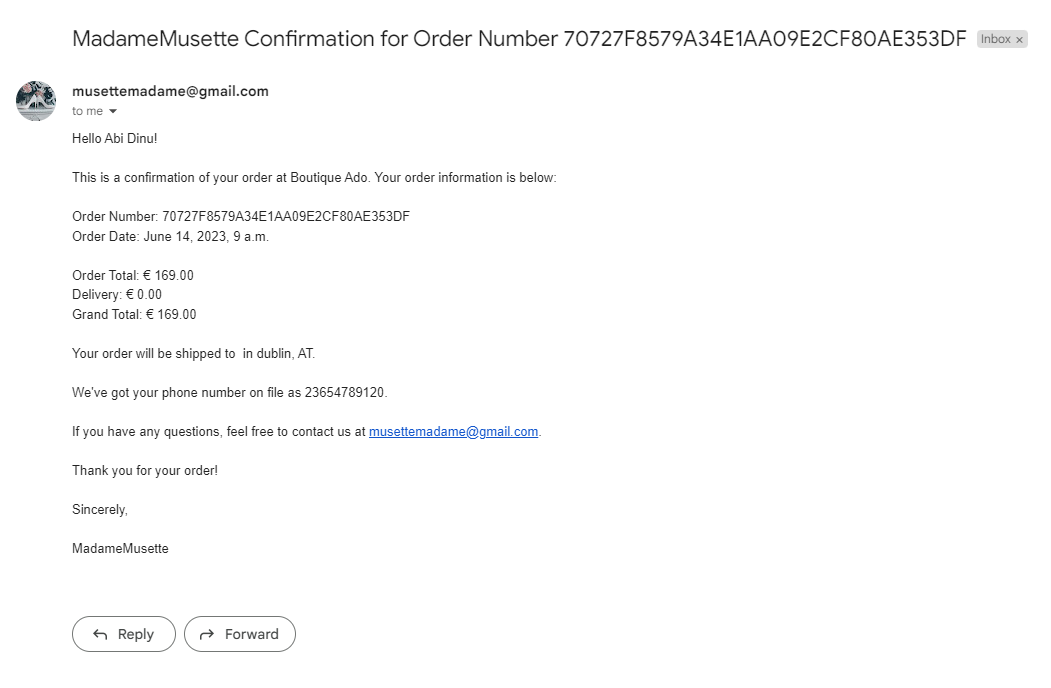 MadameMusette Confirmation for Order Number 70727F8579A34E1AA09E2CF80AE353DF Inbox ×
musettemadame@gmail.com
to me
Hello Abi Dinu!
This is a confirmation of your order at Boutique Ado. Your order information is below:
Order Number: 70727F8579A34E1AA09E2CF80AE353DF
Order Date: June 14, 2023, 9 a.m.
Order Total: € 169.00
Delivery: € 0.00
Grand Total: € 169.00
Your order will be shipped to  in dublin, AT.
We've got your phone number on file as 23654789120.
If you have any questions, feel free to contact us at musettemadame@gmail.com.
Thank you for your order!
Sincerely,
MadameMusette
Reply Forward